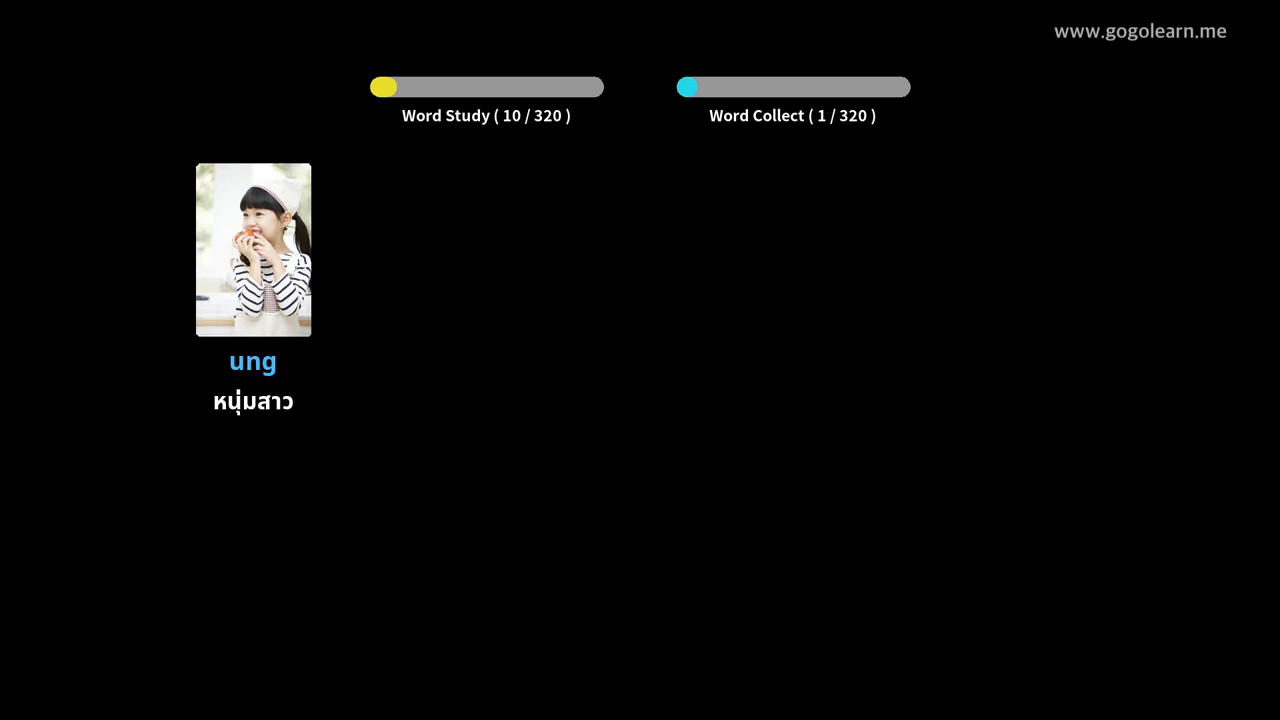 www.gogolearn.me
Word Study ( 10 / 320 )
Word Collect ( 1 / 320 )
ung
หนุ่มสาว